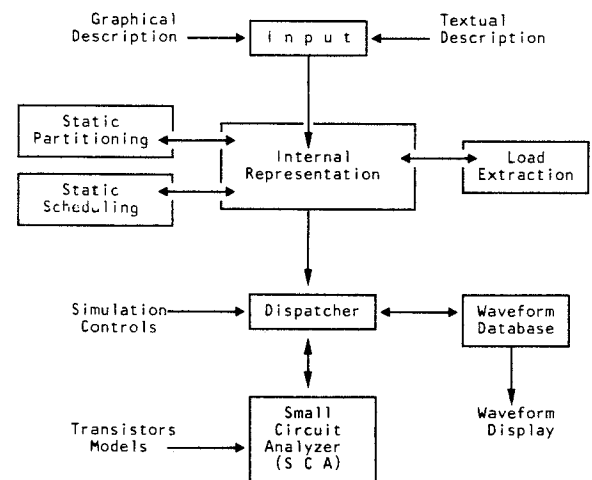 Graphical
Description
I n p u t
Textual
Description
Static
Partitioning
Internal
Representation
Load
Extraction
Static
Scheduling
Simulation
Controls
Dispatcher
Waveform
Database
Transistors
Models
Small
Circuit
Analyzer
(S C A)
Waveform
Display